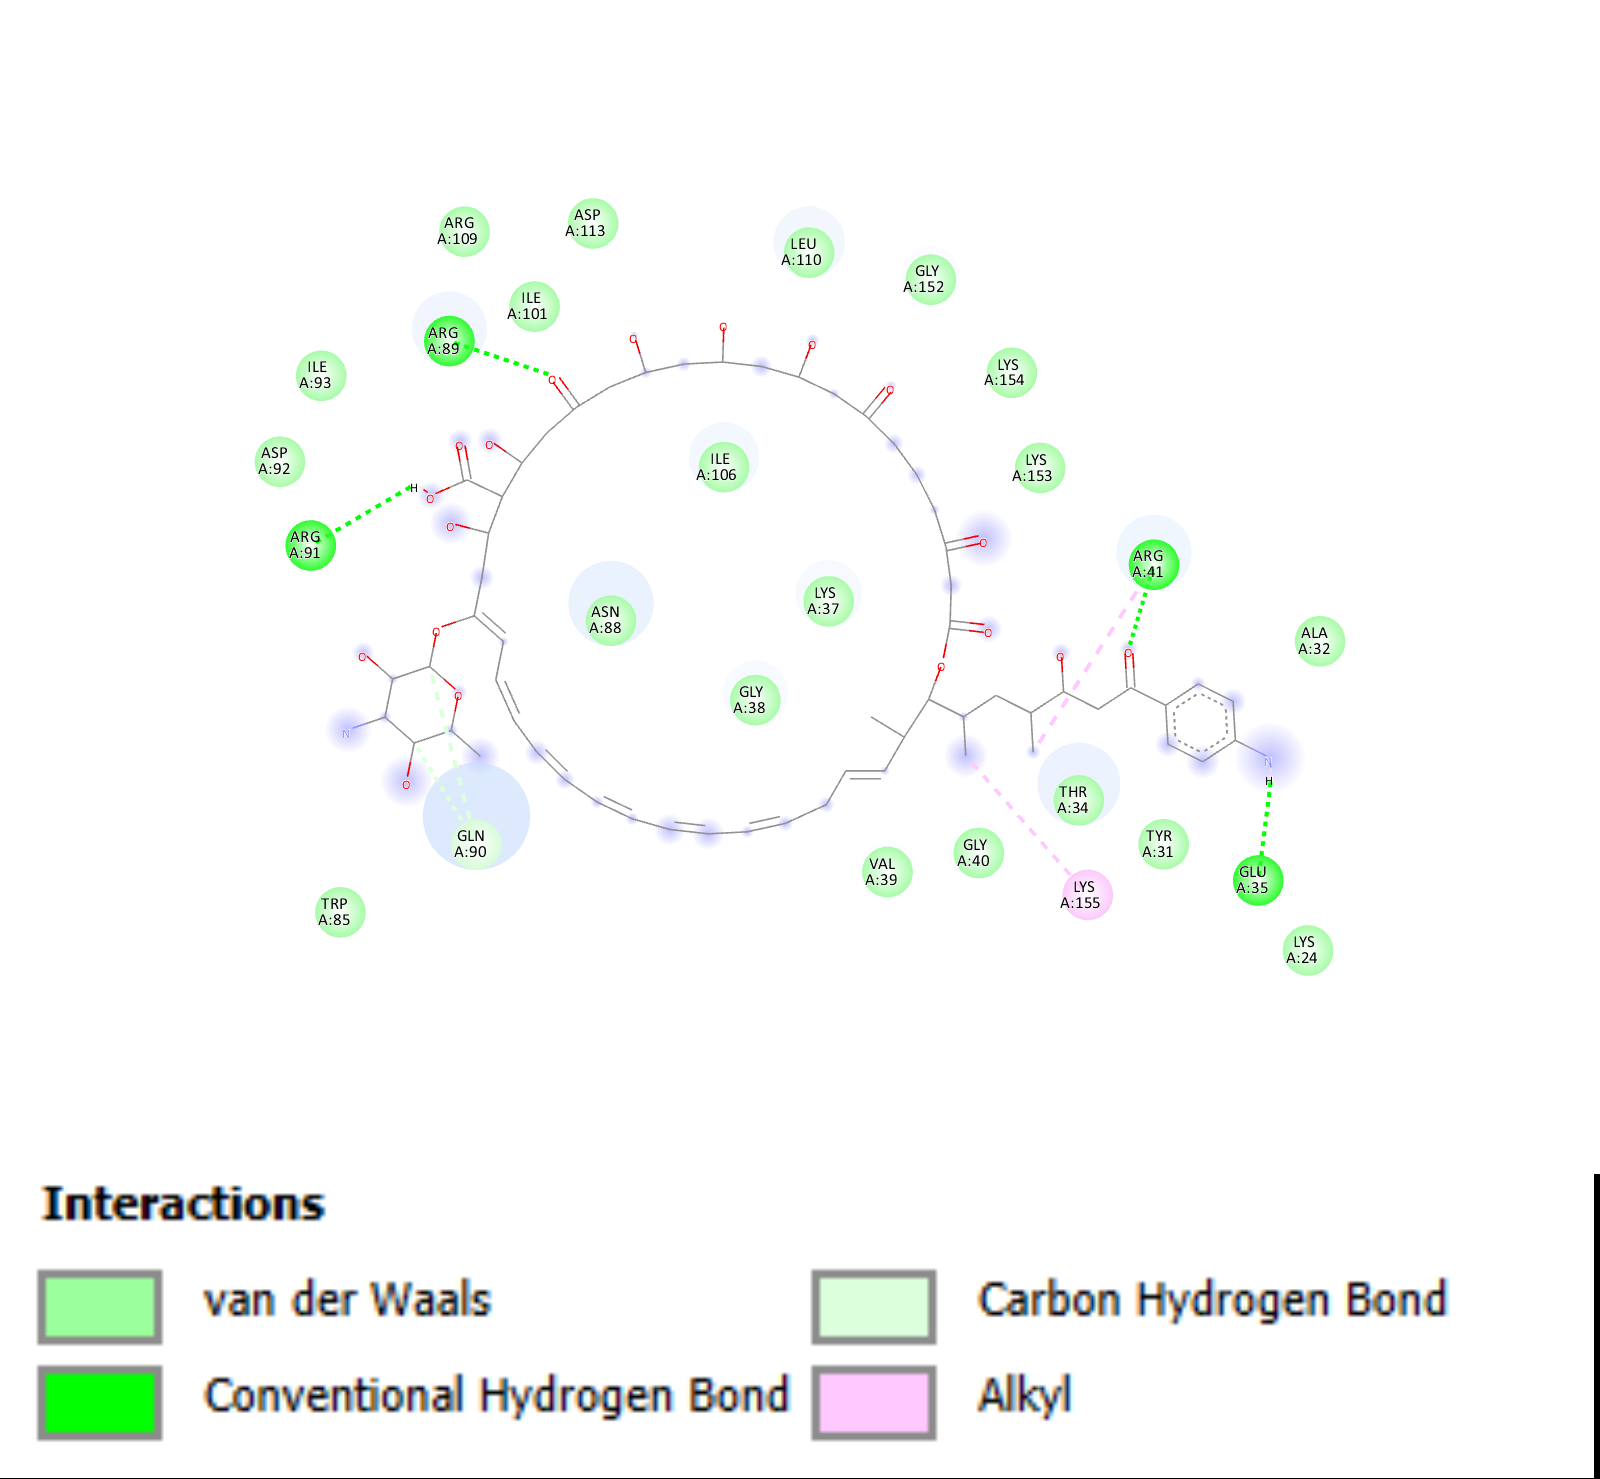 ARG
A:109
ASP
A:113
LEU
A:110
GLY
A:152
ILE
A:101
ARG
A:89
O
O
O
O
ILE
A:93
LYS
A:154
O
O
ASP
A:92
O
O
ILE
A:106
LYS
A:153
H
O
O
ARG
A:91
O
ARG
A:41
ASN
A:88
LYS
A:37
O
O
O
O
O
ALA
A:32
O
O
O
GLY
A:38
N
O
N
H
THR
A:34
GLN
A:90
VAL
A:39
GLY
A:40
TYR
A:31
LYS
A:155
GLU
A:35
TRP
A:85
LYS
A:24
Interactions
van der Waals
Conventional Hydrogen Bond
Carbon Hydrogen Bond
Alkyl